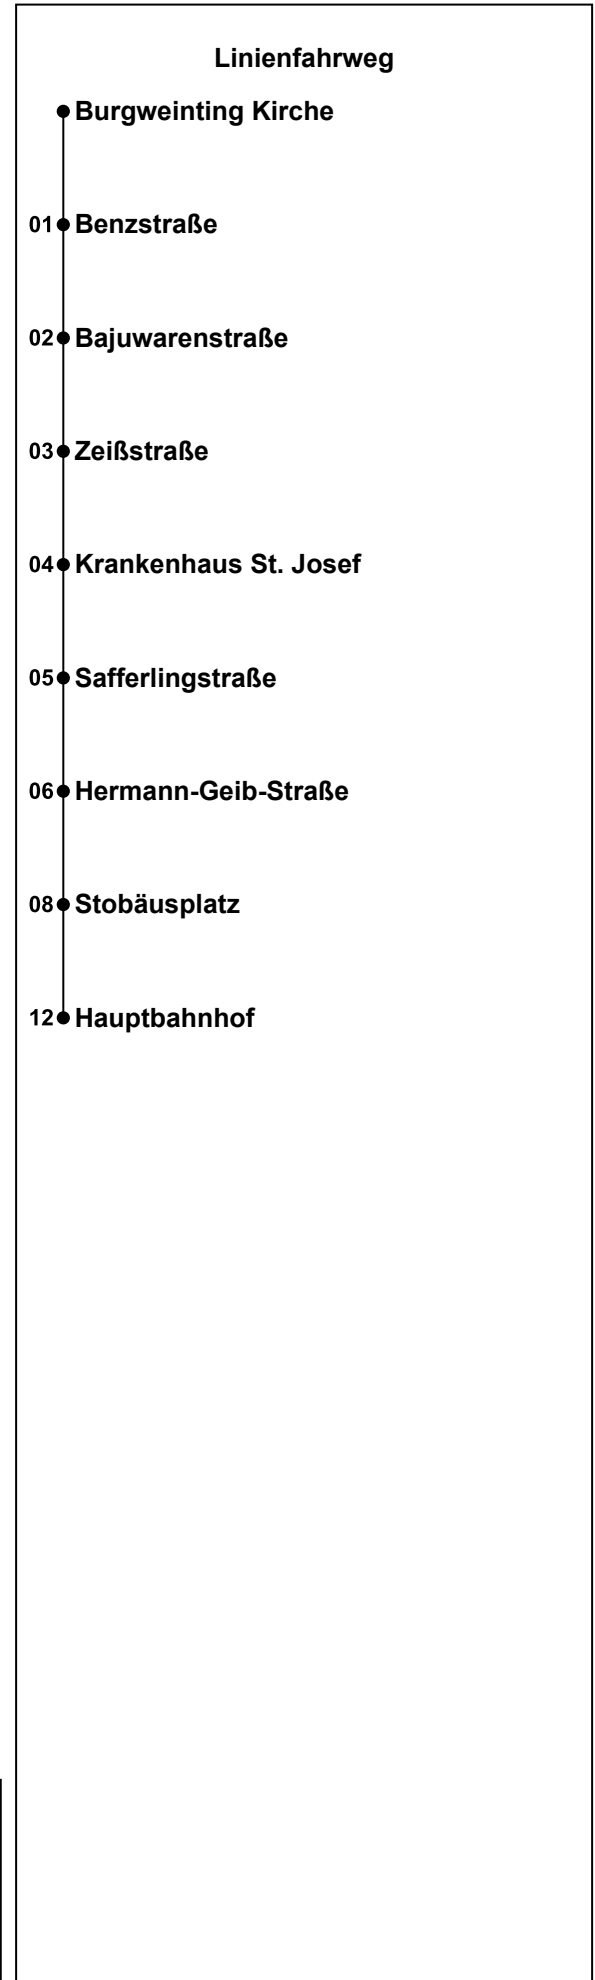 Linienfahrweg
Burgweinting Kirche
01 Benzstraße
02 Bajuwarenstraße
03 Zeißstraße
04 Krankenhaus St. Josef
05 Safferlingstraße
06 Hermann-Geib-Straße
08 Stobäusplatz
12 Hauptbahnhof